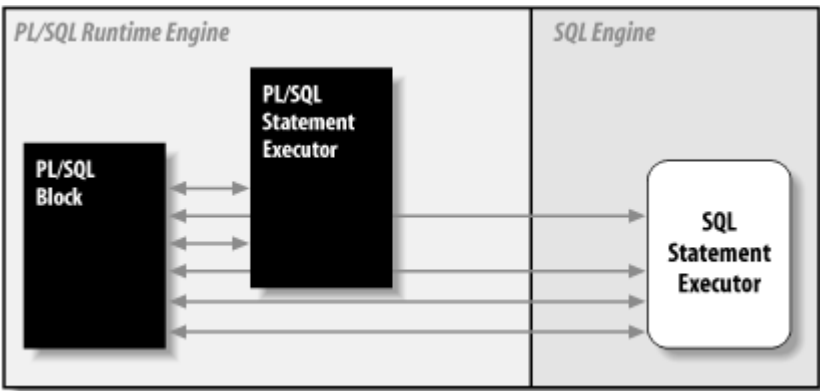 PL/SQL Runtime Engine
SQL Engine
PL/SQL
Statement
Executor
PL/SQL
Block
SQL
Statement
Executor